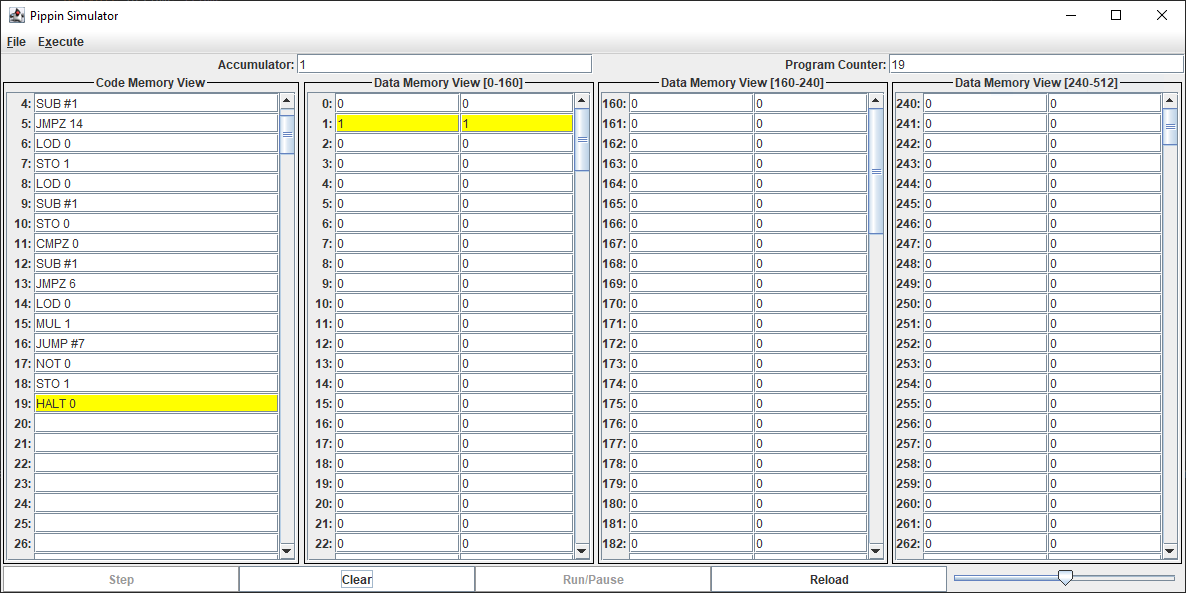 Pippin Simulator
File Execute
Accumulator: 1 Program Counter: 19
Code Memory View Data Memory View [0-160] Data Memory View [160-240] Data Memory View [240-512]
4: SUB #1 0: 0 0 160: 0 0 240: 0 0
5: JMPZ 14 1: 1 1 161: 0 0 241: 0 0
6: LOD 0 2: 0 0 162: 0 0 242: 0 0
7: STO 1 3: 0 0 163: 0 0 243: 0 0
8: LOD 0 4: 0 0 164: 0 0 244: 0 0
9: SUB #1 5: 0 0 165: 0 0 245: 0 0
10: STO 0 6: 0 0 166: 0 0 246: 0 0
11: CMPZ 0 7: 0 0 167: 0 0 247: 0 0
12: SUB #1 8: 0 0 168: 0 0 248: 0 0
13: JMPZ 6 9: 0 0 169: 0 0 249: 0 0
14: LOD 0 10: 0 0 170: 0 0 250: 0 0
15: MUL 1 11: 0 0 171: 0 0 251: 0 0
16: JUMP #7 12: 0 0 172: 0 0 252: 0 0
17: NOT 0 13: 0 0 173: 0 0 253: 0 0
18: STO 1 14: 0 0 174: 0 0 254: 0 0
19: HALT 0 15: 0 0 175: 0 0 255: 0 0
20: 16: 0 0 176: 0 0 256: 0 0
21: 17: 0 0 177: 0 0 257: 0 0
22: 18: 0 0 178: 0 0 258: 0 0
23: 19: 0 0 179: 0 0 259: 0 0
24: 20: 0 0 180: 0 0 260: 0 0
25: 21: 0 0 181: 0 0 261: 0 0
26: 22: 0 0 182: 0 0 262: 0 0
Step Clear Run/Pause Reload